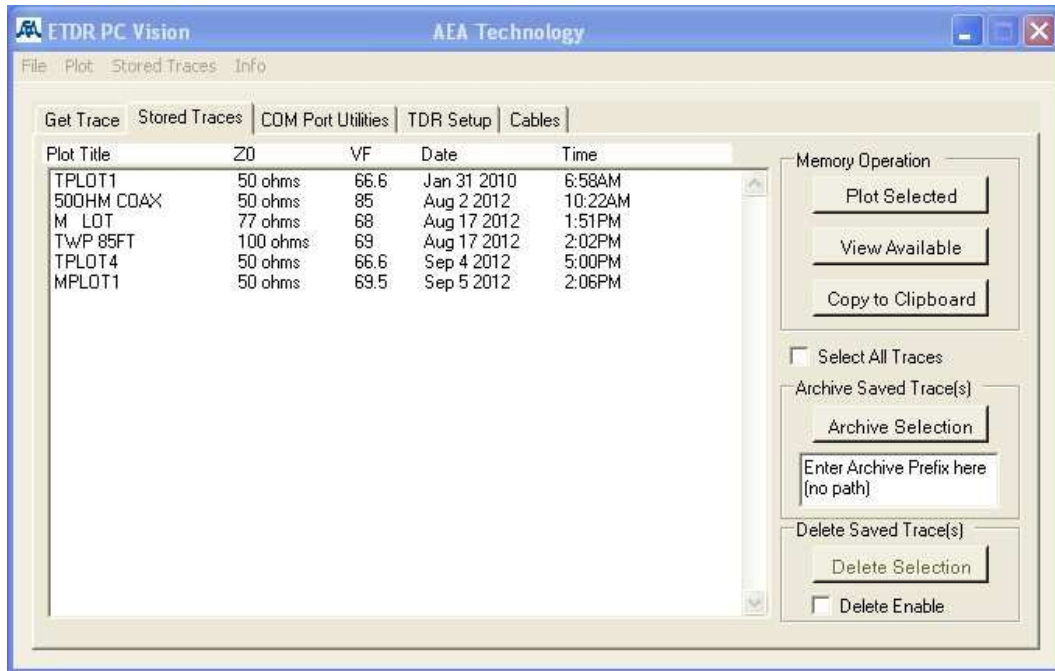 ETDR PC Vision AEA Technology
File Plot Stored Traces Info
Get Trace Stored Traces COM Port Utilities TDR Setup Cables
Plot Title Z0 VF Date Time
TPLOT1 50 ohms 66.6 Jan 31 2010 6:58AM
50OHM COAX 50 ohms 85 Aug 2 2012 10:22AM
M LOT 77 ohms 68 Aug 17 2012 1:51PM
TWP 85FT 100 ohms 69 Aug 17 2012 2:02PM
TPLOT4 50 ohms 66.6 Sep 4 2012 5:00PM
MPLOT1 50 ohms 69.5 Sep 5 2012 2:06PM
Memory Operation
Plot Selected
View Available
Copy to Clipboard
Select All Traces
Archive Saved Trace(s)
Archive Selection
Enter Archive Prefix here
(no path)
Delete Saved Trace(s)
Delete Selection
Delete Enable